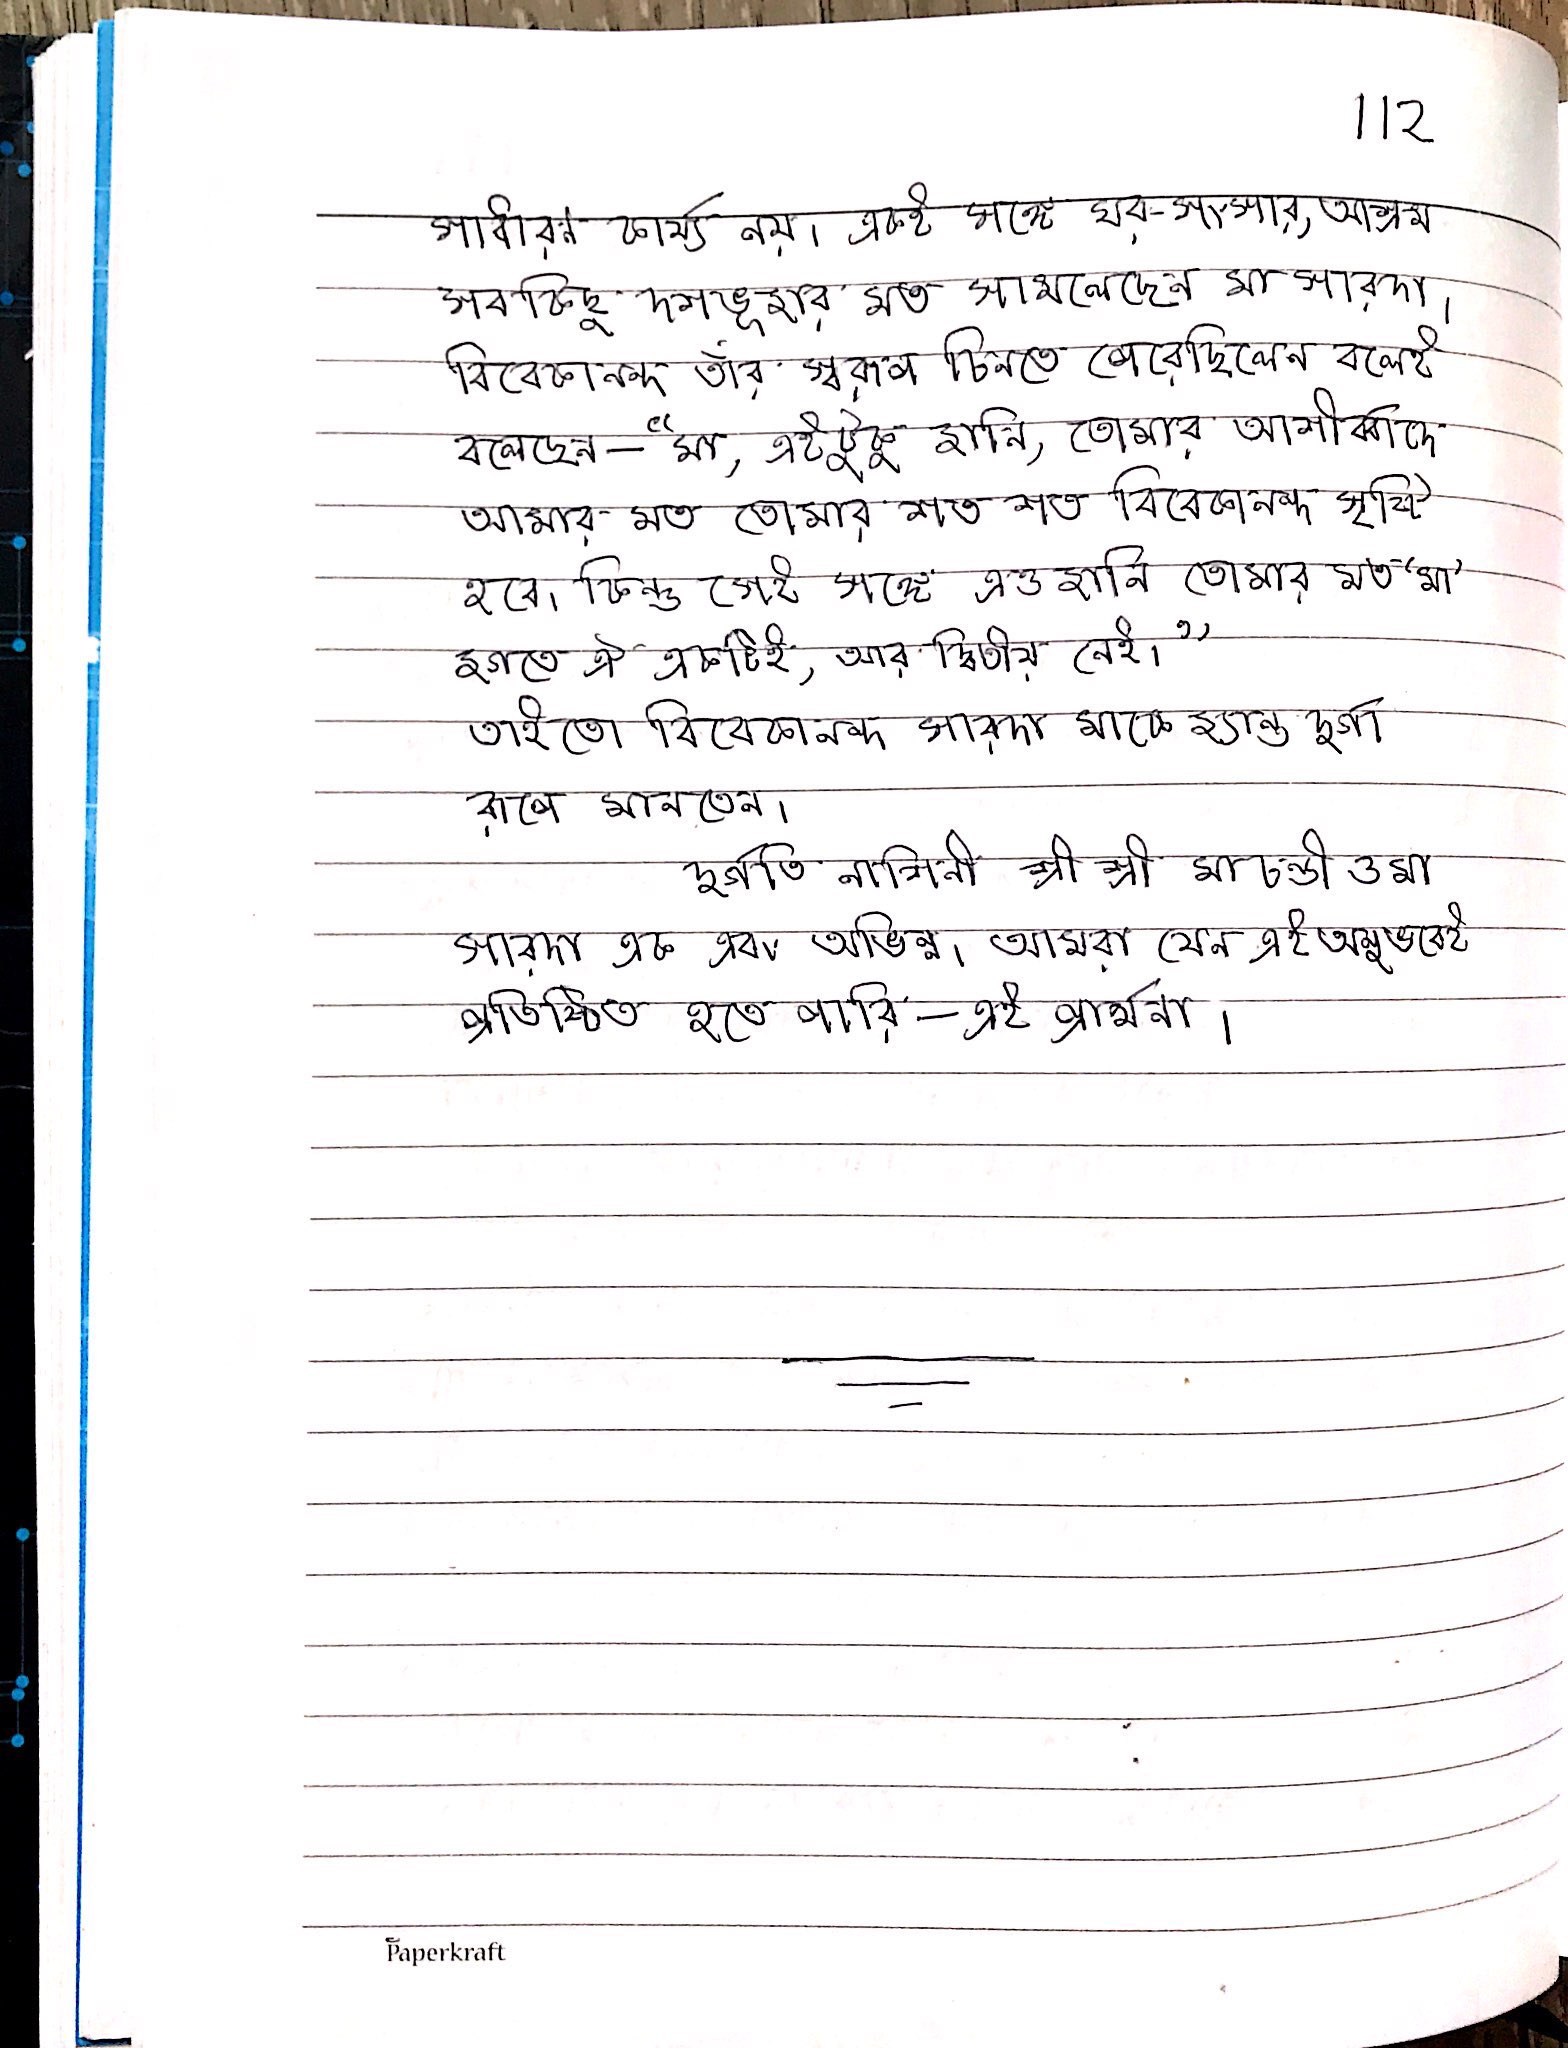 112
সাধারণ কার্য্য নয়। একই সঙ্গে ঘর-সংসার, আশ্রম
সবকিছু দশভূজার মত সামলেছেন মা সারদা।
বিবেকানন্দ তাঁর স্বরূপ চিনতে পেরেছিলেন বলেই
বলেছেন— "মা, এইটুকু জানি, তোমার আশীর্ব্বাদে
আমার মত তোমার শত শত বিবেকানন্দ সৃষ্টি
হবে। কিন্তু সেই সঙ্গে এও জানি তোমার মত 'মা'
জগতে ঐ একটিই, আর দ্বিতীয় নেই।"
তাইতো বিবেকানন্দ সারদা মাকে জ্যান্ত দুর্গা
রূপে মানতেন।
দুর্গতি নাশিনী শ্রী শ্রী মা চণ্ডী ও মা
সারদা এক এবং অভিন্ন। আমরা যেন এই অনুভবেই
প্রতিষ্ঠিত হতে পারি — এই প্রার্থনা।
Paperkraft